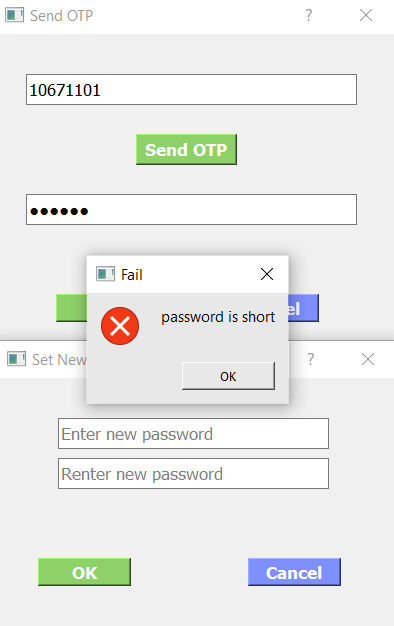 Send OTP
10671101
Send OTP
Fail
password is short
OK
el
Set New
Enter new password
Renter new password
OK
Cancel